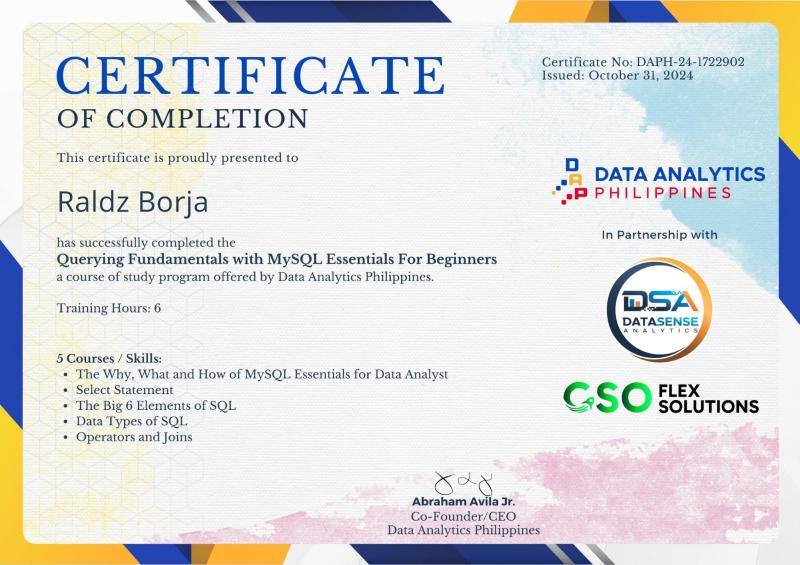 CERTIFICATE
OF COMPLETION
Certificate No: DAPH-24-1722902
Issued: October 31, 2024
This certificate is proudly presented to
Raldz Borja
has successfully completed the
Querying Fundamentals with MySQL Essentials For Beginners
a course of study program offered by Data Analytics Philippines.
Training Hours: 6
5 Courses / Skills:
• The Why, What and How of MySQL Essentials for Data Analyst
• Select Statement
• The Big 6 Elements of SQL
• Data Types of SQL
• Operators and Joins
D
A
P
DATA ANALYTICS
PHILIPPINES
In Partnership with
DSA
DATASENSE
ANALYTICS
GSO FLEX
SOLUTIONS
Abraham Avila Jr.
Co-Founder/CEO
Data Analytics Philippines